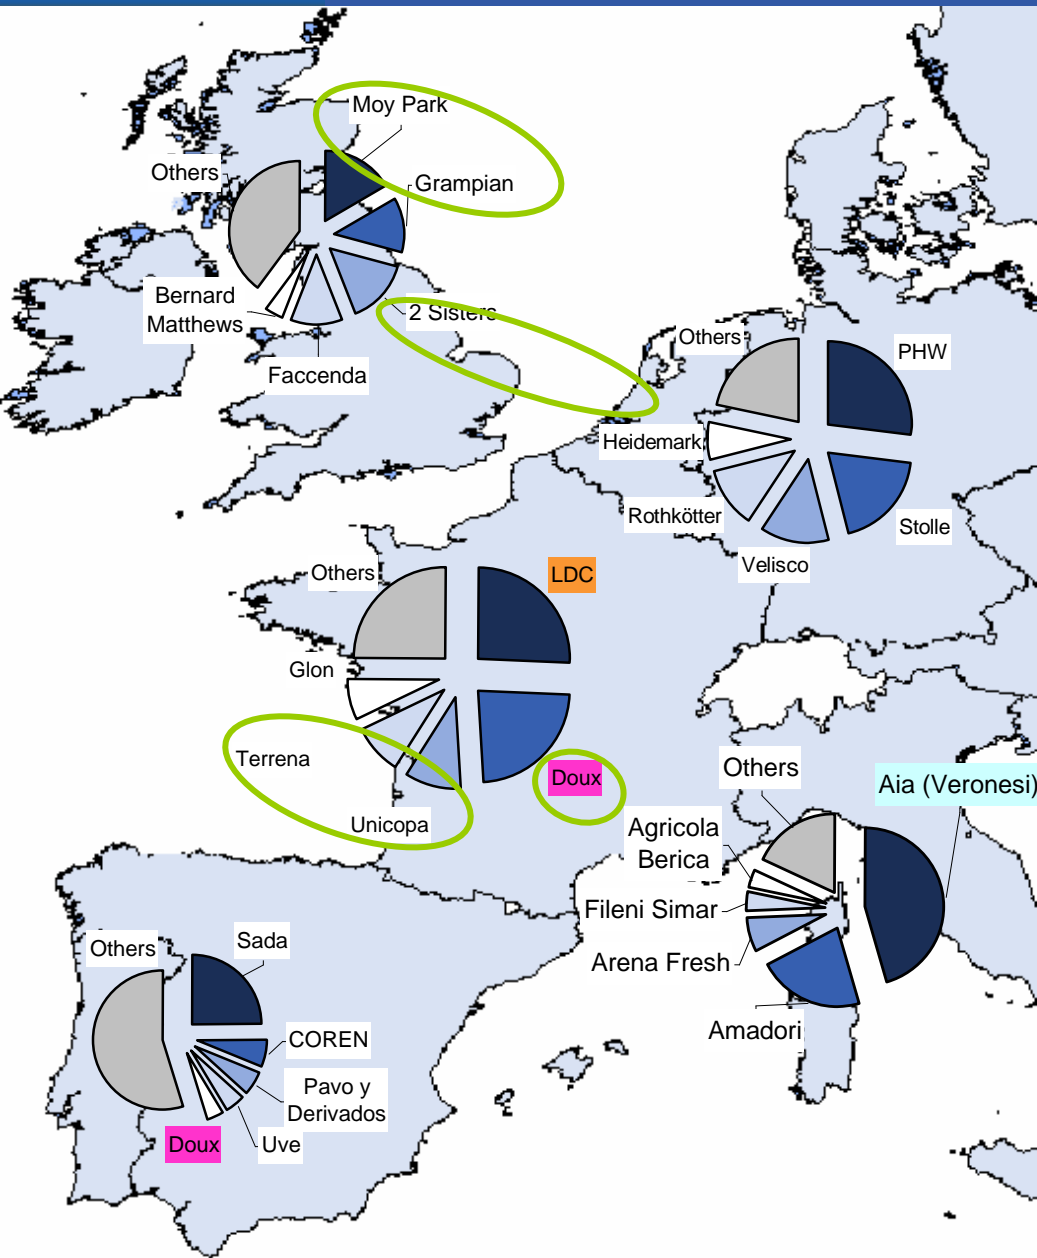 Moy Park
Others
Grampian
Bernard
Matthews
2 Sisters
Faccenda
Others
PHW
Heidemark
Rothkötter
Stolle
Velisco
Others
LDC
Glon
Terrena
Doux
Unicopa
Others
Aia (Veronesi)
Agricola
Berica
Fileni Simar
Arena Fresh
Amadori
Others
Sada
COREN
Pavo y
Derivados
Doux
Uve